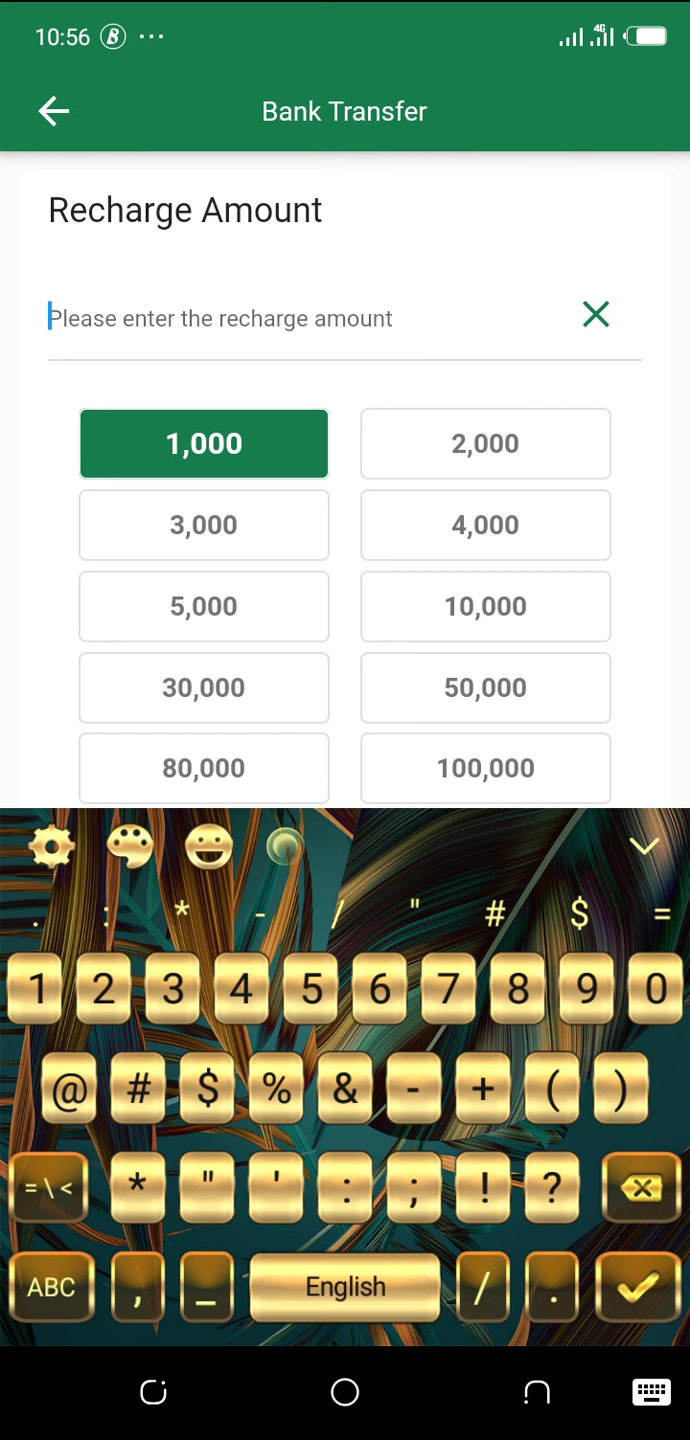 10:56 B ... 4G
Bank Transfer
Recharge Amount
Please enter the recharge amount
1,000 2,000
3,000 4,000
5,000 10,000
30,000 50,000
80,000 100,000
. : * - / " # $ =
1 2 3 4 5 6 7 8 9 0
@ # $ % & - + ( )
= \ < * " ' : ; ! ?
ABC , _ English / .